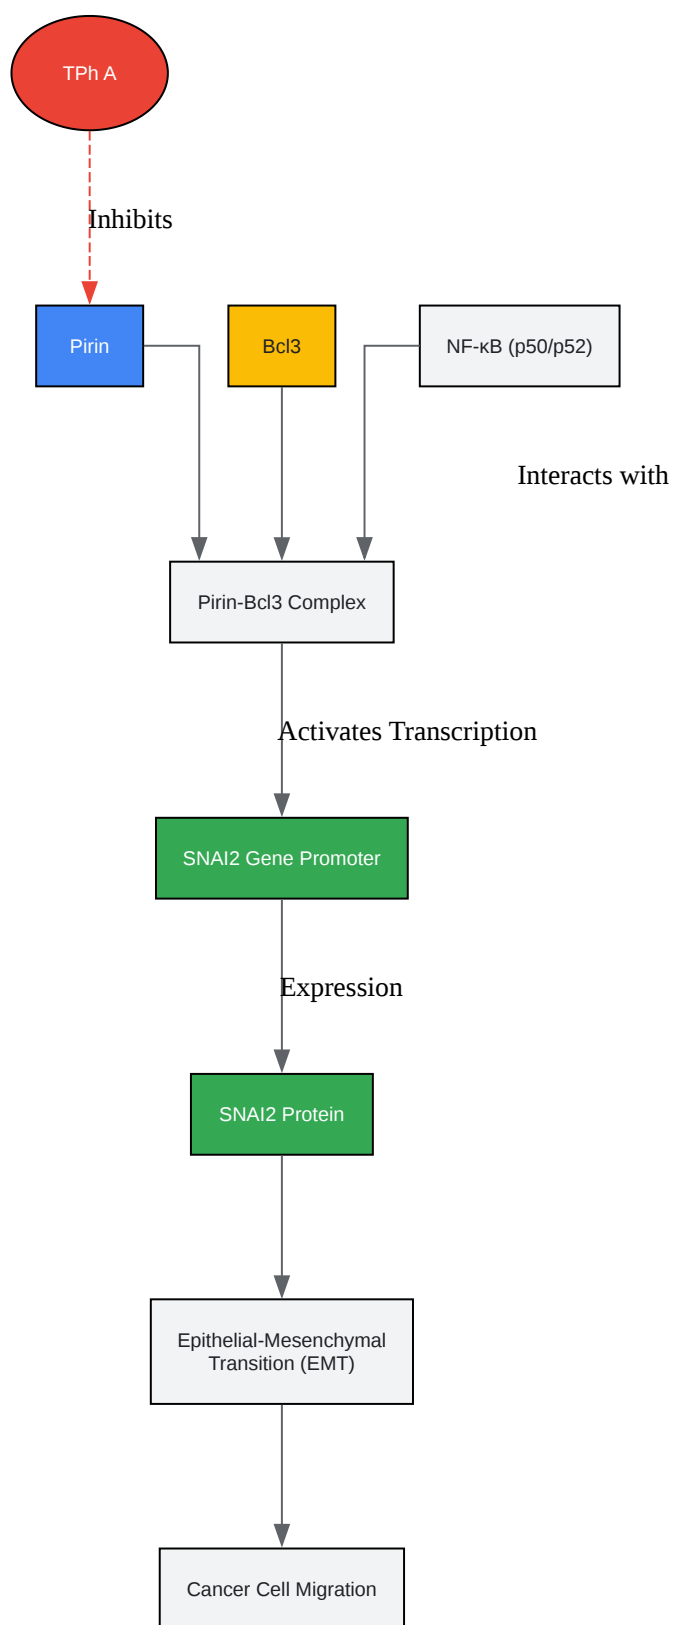 TPh A
Inhibits
Pirin
Bcl3
NF-κB (p50/p52)
Interacts with
Pirin-Bcl3 Complex
Activates Transcription
SNAI2 Gene Promoter
Expression
SNAI2 Protein
Epithelial-Mesenchymal
Transition (EMT)
Cancer Cell Migration